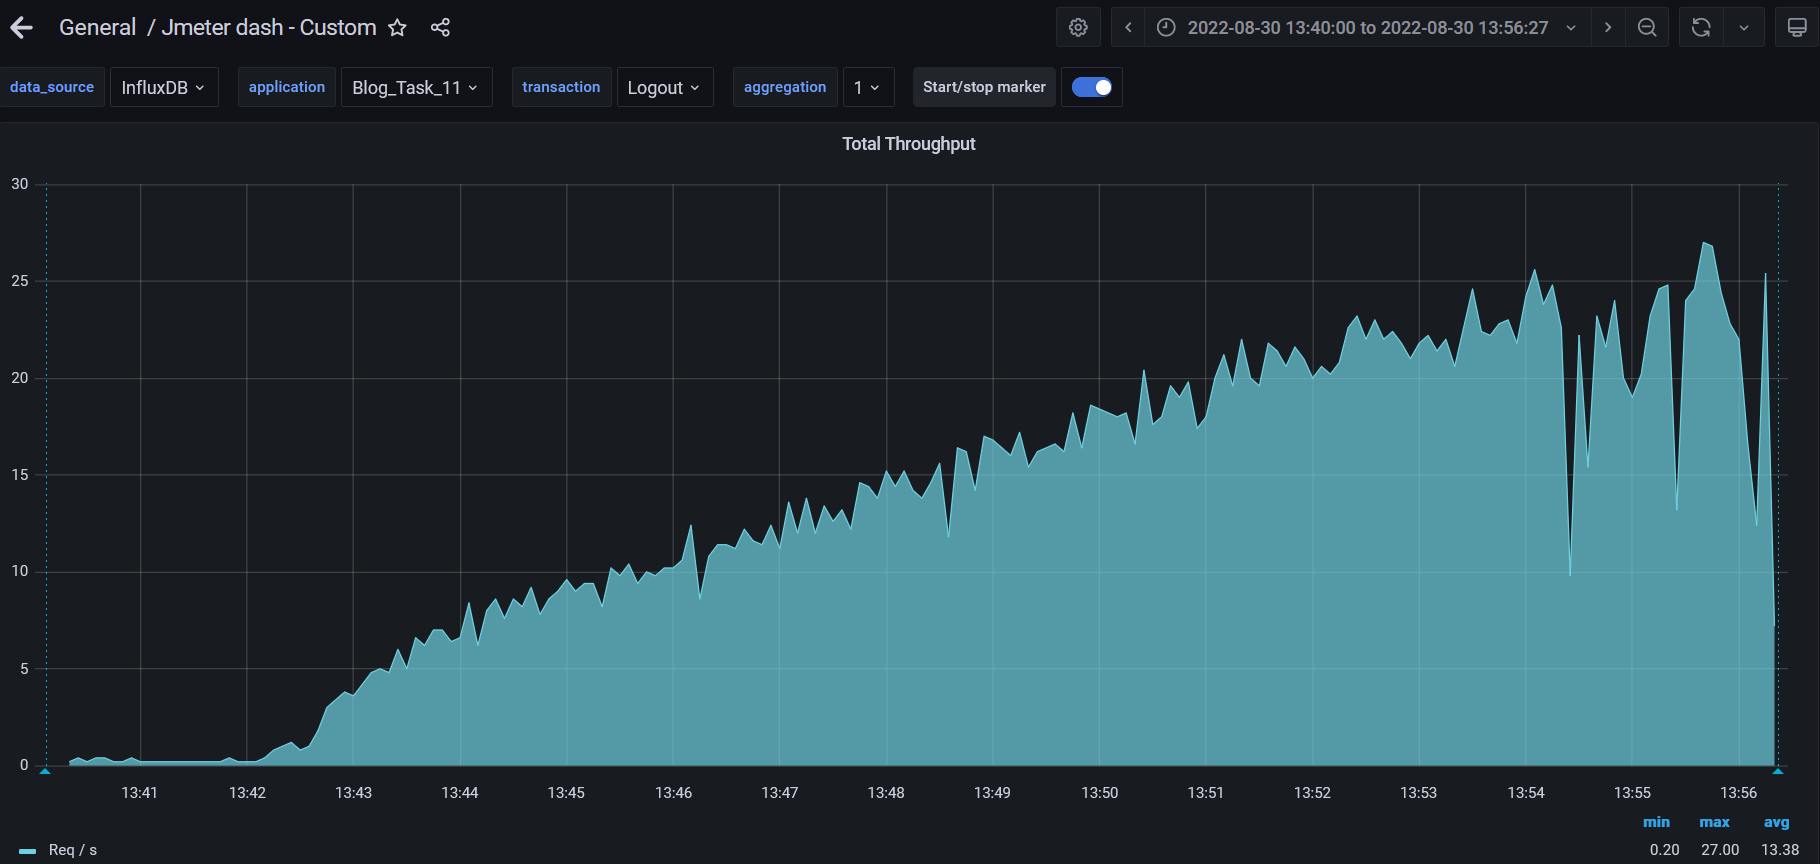 General / Jmeter dash - Custom
2022-08-30 13:40:00 to 2022-08-30 13:56:27
data_source InfluxDB application Blog_Task_11 transaction Logout aggregation 1 Start/stop marker
Total Throughput
30
25
20
15
10
5
0
13:41 13:42 13:43 13:44 13:45 13:46 13:47 13:48 13:49 13:50 13:51 13:52 13:53 13:54 13:55 13:56
min max avg
Req / s 0.20 27.00 13.38